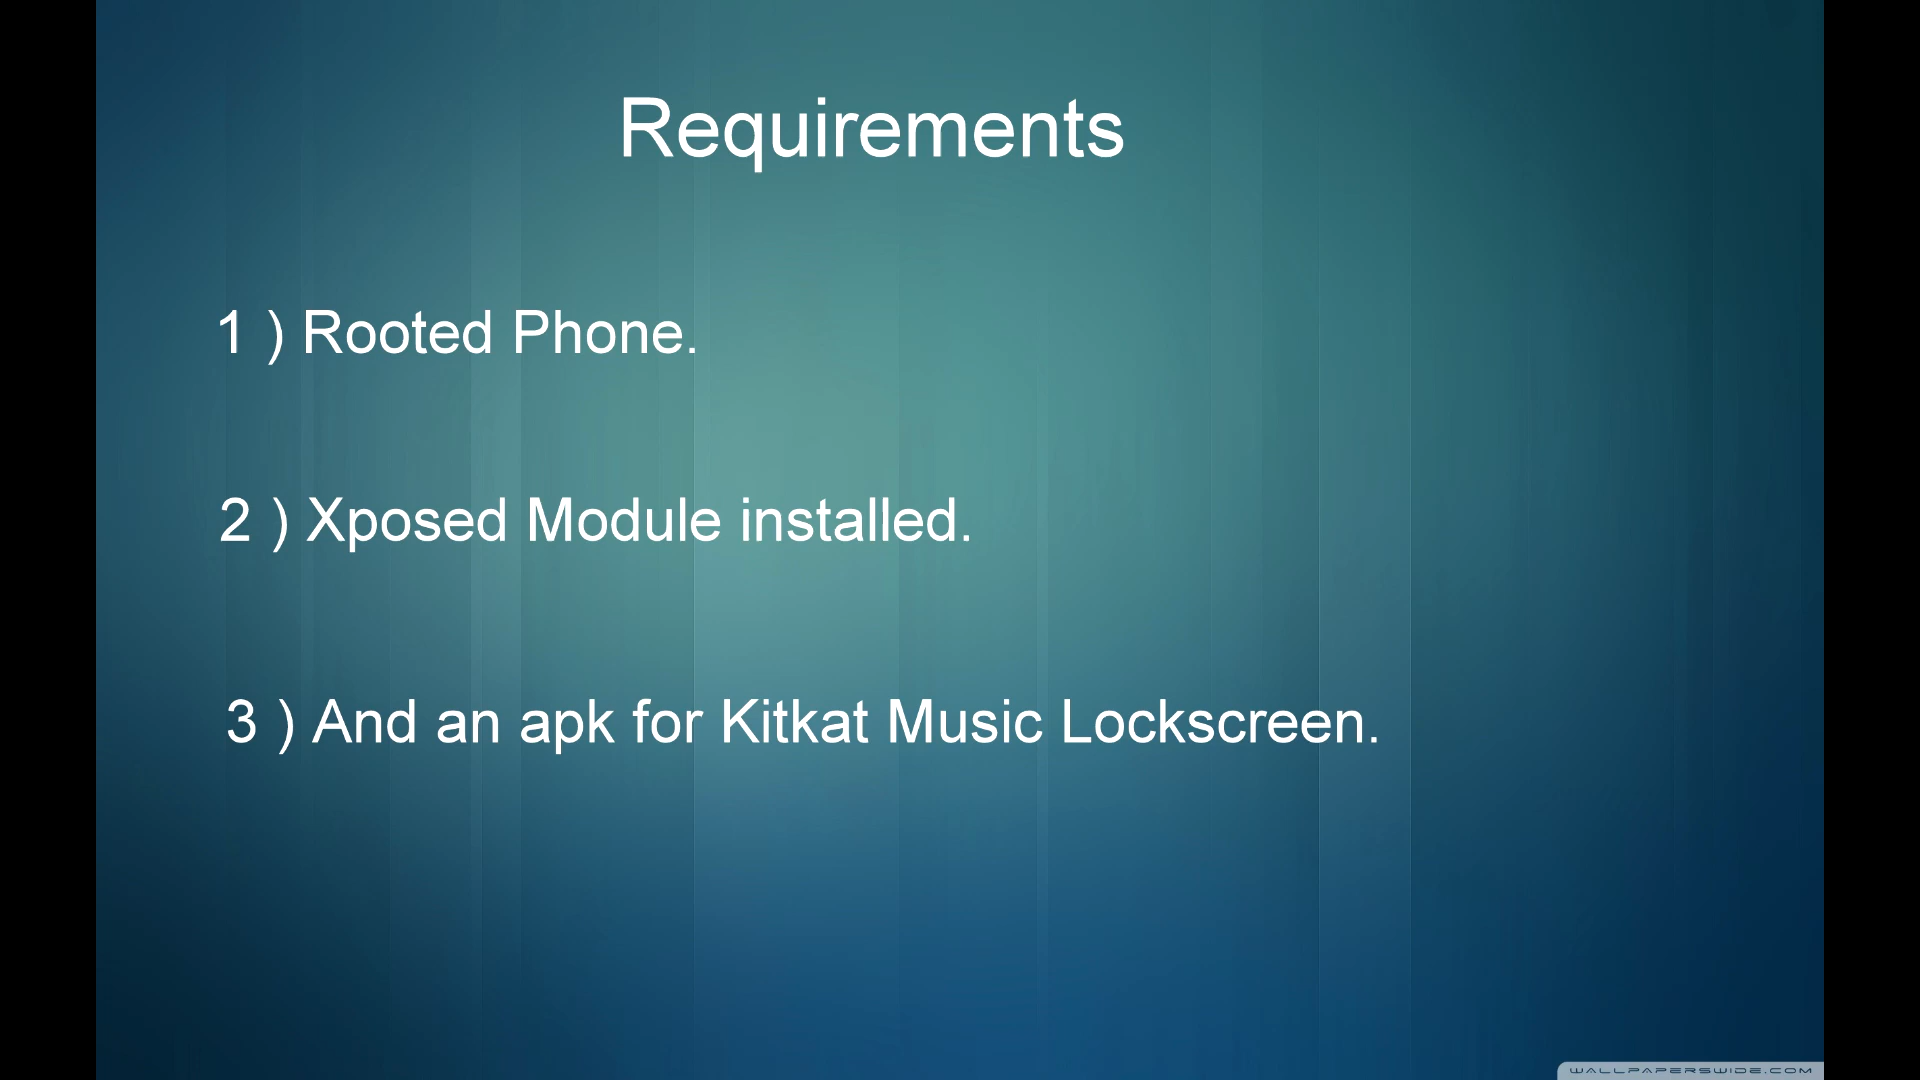 Requirements
1 ) Rooted Phone.
2 ) Xposed Module installed.
3 ) And an apk for Kitkat Music Lockscreen.
WALLPAPERSWIDE.COM